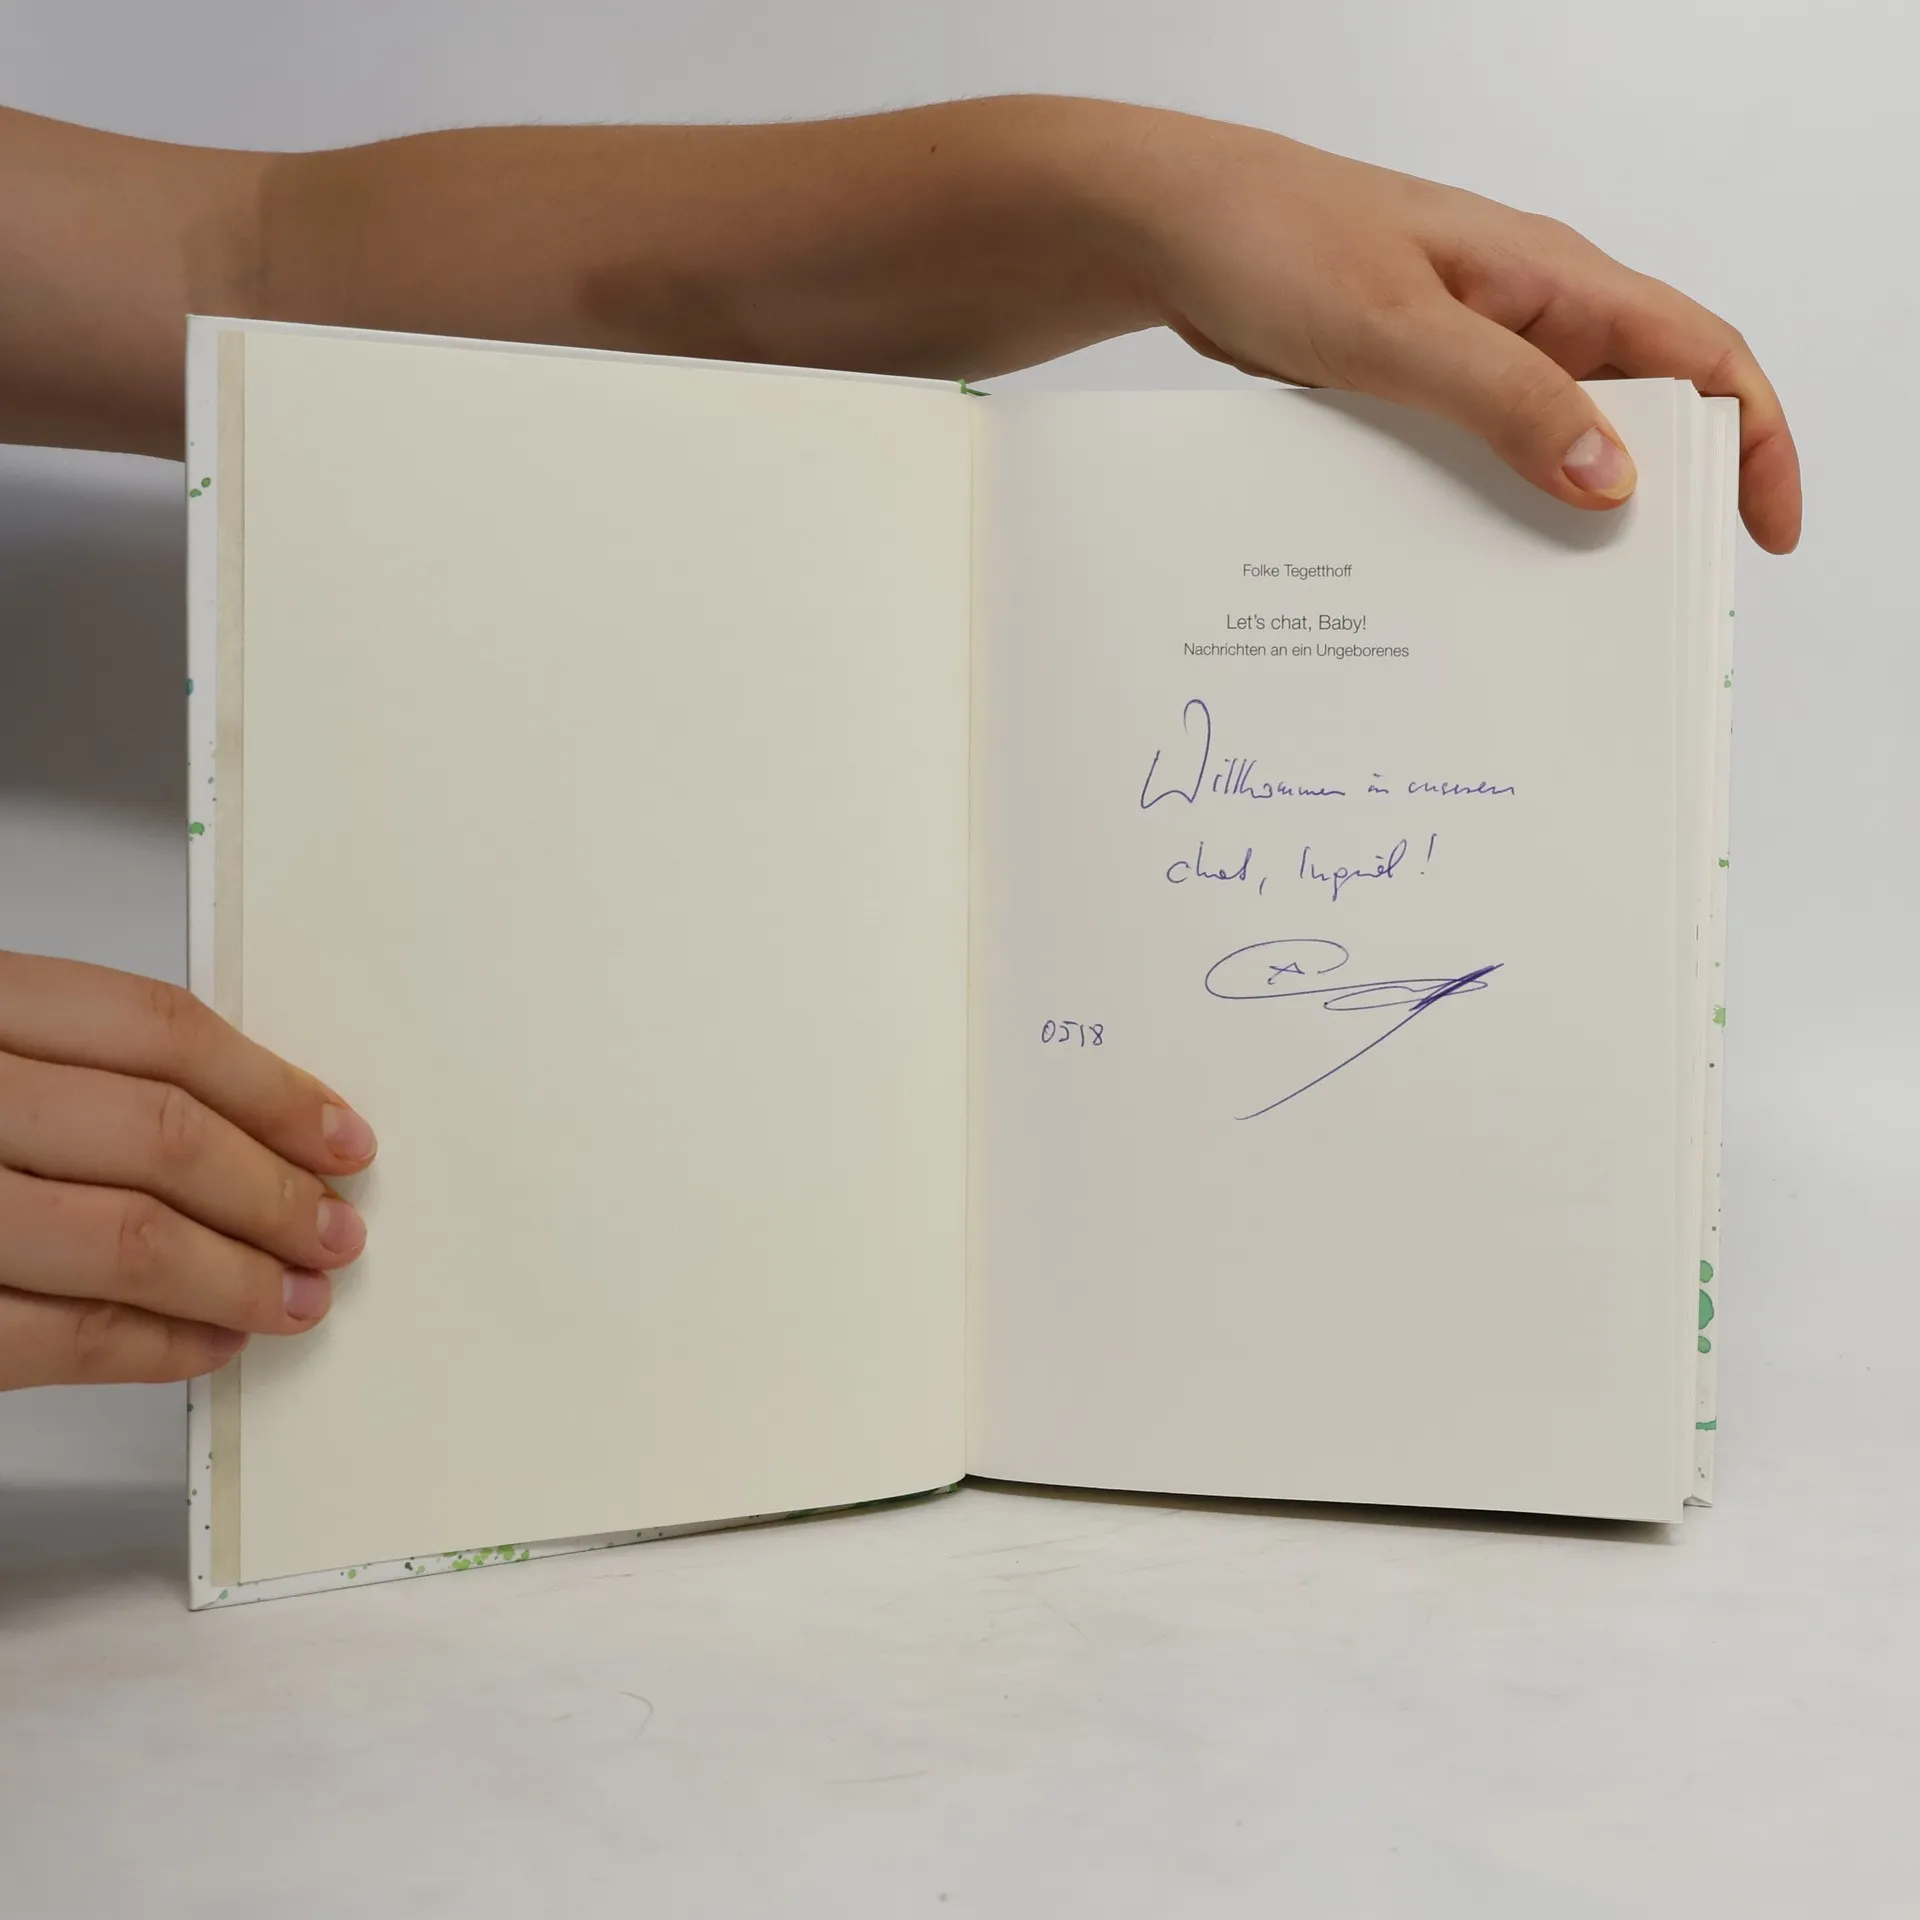 Folke Tegetthoff
Let's chat, Baby!
Nachrichten an ein Ungeborenes
Willkommen in unserem
chat, Ingrid!
0518